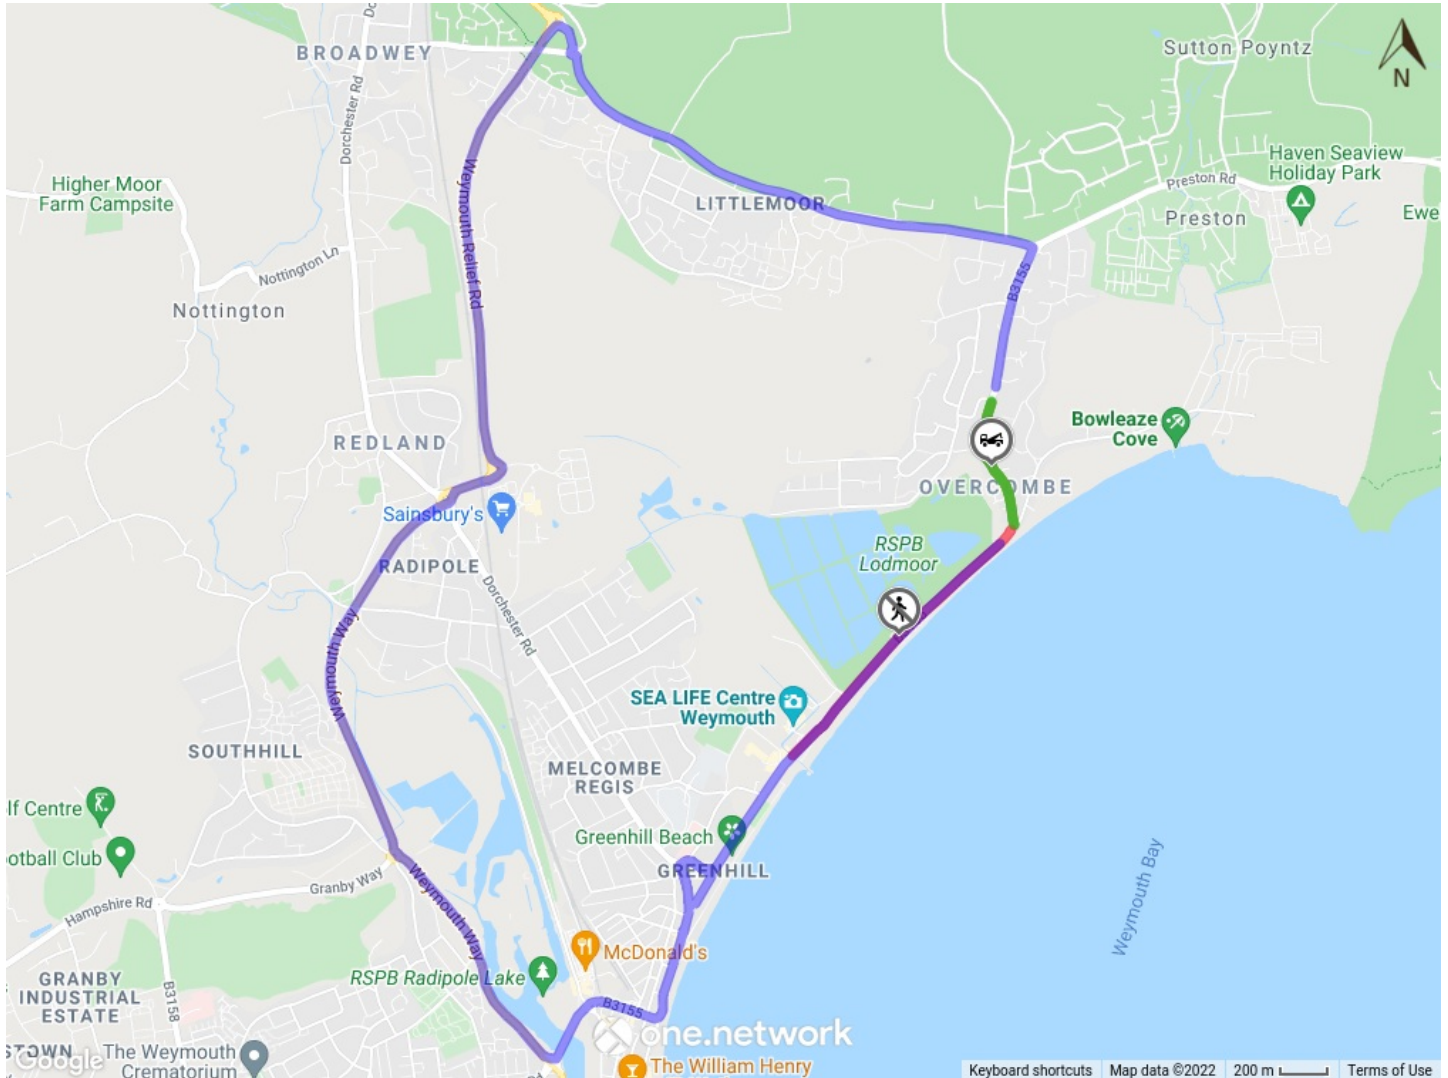 Do
BROADWEY
Sutton Poyntz
N
Dorchester Rd
Haven Seaview
Holiday Park
Preston Rd
Higher Moor
Farm Campsite
Weymouth Relief Rd
LITTLEMOOR
Preston
Ewe
Nottington Ln
B3155
Nottington
Bowleaze
Cove
REDLAND
OVERCOMBE
Sainsbury's
RSPB
Lodmoor
RADIPOLE
Dorchester Rd
Weymouth Way
SEA LIFE Centre
Weymouth
SOUTHHILL
MELCOMBE
REGIS
lf Centre
Greenhill Beach
ootball Club
GREENHILL
Granby Way
Weymouth Way
Hampshire Rd
Weymouth Bay
McDonald's
RSPB Radipole Lake
GRANBY
INDUSTRIAL
ESTATE
B3158
B3155
one.network
STOWN
Google
The Weymouth
Crematorium
Rd
The William Henry
Keyboard shortcuts
Map data ©2022
200 m
Terms of Use